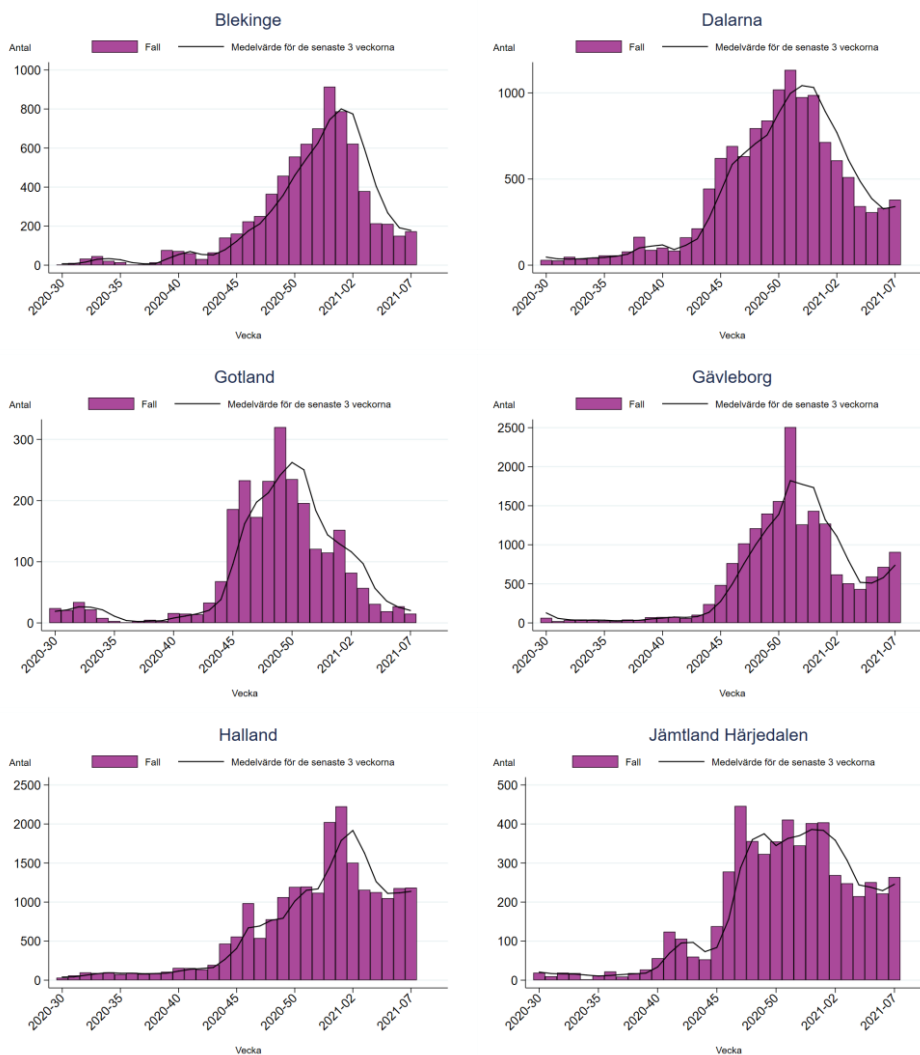 Blekinge
Antal
Fall
Medelvärde för de senaste 3 veckorna
1000
800
600
400
200
0
2020-30
2020-35
2020-40
2020-45
2020-50
2021-02
2021-07
Vecka
Dalarna
Antal
Fall
Medelvärde för de senaste 3 veckorna
1000
500
0
2020-30
2020-35
2020-40
2020-45
2020-50
2021-02
2021-07
Vecka
Gotland
Antal
Fall
Medelvärde för de senaste 3 veckorna
300
200
100
0
2020-30
2020-35
2020-40
2020-45
2020-50
2021-02
2021-07
Vecka
Gävleborg
Antal
Fall
Medelvärde för de senaste 3 veckorna
2500
2000
1500
1000
500
0
2020-30
2020-35
2020-40
2020-45
2020-50
2021-02
2021-07
Vecka
Halland
Antal
Fall
Medelvärde för de senaste 3 veckorna
2500
2000
1500
1000
500
0
2020-30
2020-35
2020-40
2020-45
2020-50
2021-02
2021-07
Vecka
Jämtland Härjedalen
Antal
Fall
Medelvärde för de senaste 3 veckorna
500
400
300
200
100
0
2020-30
2020-35
2020-40
2020-45
2020-50
2021-02
2021-07
Vecka